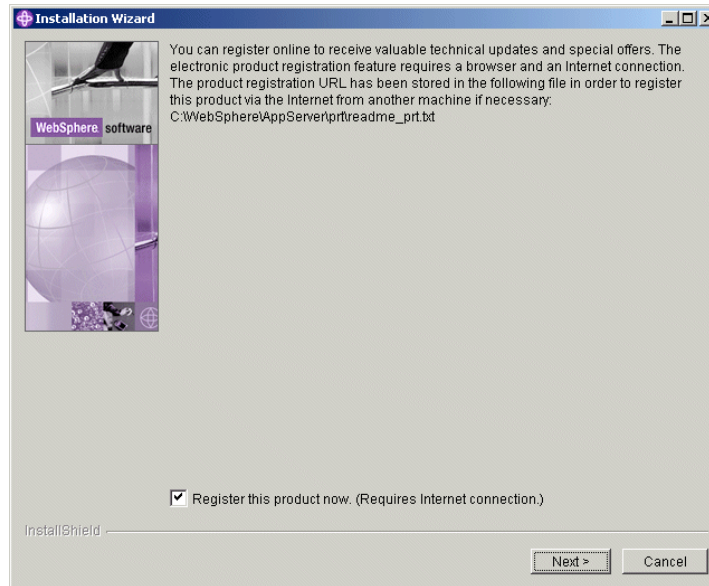 Installation Wizard
You can register online to receive valuable technical updates and special offers. The
electronic product registration feature requires a browser and an Internet connection.
The product registration URL has been stored in the following file in order to register
this product via the Internet from another machine if necessary:
C:\WebSphere\AppServer\prt\readme_prt.txt
WebSphere software
Register this product now. (Requires Internet connection.)
InstallShield
Next >
Cancel